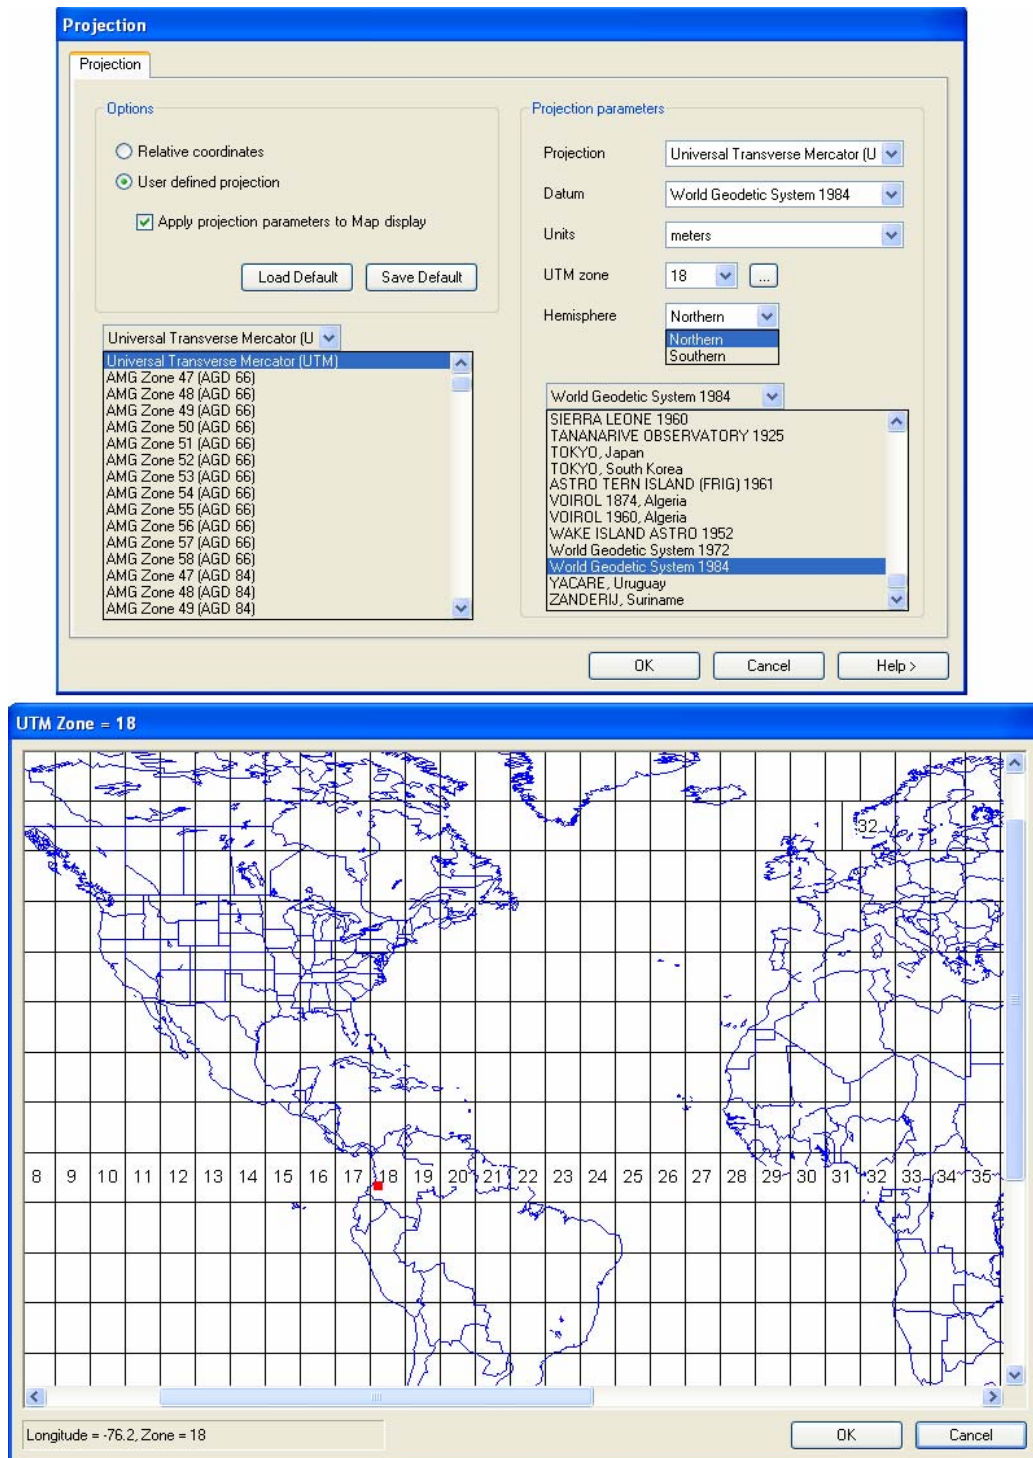 Projection
Projection
Options
Relative coordinates
User defined projection
Apply projection parameters to Map display
Load Default
Save Default
Universal Transverse Mercator (U
Universal Transverse Mercator (UTM)
AMG Zone 47 (AGD 66)
AMG Zone 48 (AGD 66)
AMG Zone 49 (AGD 66)
AMG Zone 50 (AGD 66)
AMG Zone 51 (AGD 66)
AMG Zone 52 (AGD 66)
AMG Zone 53 (AGD 66)
AMG Zone 54 (AGD 66)
AMG Zone 55 (AGD 66)
AMG Zone 56 (AGD 66)
AMG Zone 57 (AGD 66)
AMG Zone 58 (AGD 66)
AMG Zone 47 (AGD 84)
AMG Zone 48 (AGD 84)
AMG Zone 49 (AGD 84)
Projection parameters
Projection Universal Transverse Mercator (U
Datum World Geodetic System 1984
Units meters
UTM zone 18 ...
Hemisphere Northern
Northern
Southern
World Geodetic System 1984
SIERRA LEONE 1960
TANANARIVE OBSERVATORY 1925
TOKYO, Japan
TOKYO, South Korea
ASTRO TERN ISLAND (FRIG) 1961
VOIROL 1874, Algeria
VOIROL 1960, Algeria
WAKE ISLAND ASTRO 1952
World Geodetic System 1972
World Geodetic System 1984
YACARE, Uruguay
ZANDERIJ, Suriname
OK
Cancel
Help >
UTM Zone = 18
32
8 9 10 11 12 13 14 15 16 17 18 19 20 21 22 23 24 25 26 27 28 29 30 31 32 33 34 35
Longitude = -76.2, Zone = 18
OK
Cancel